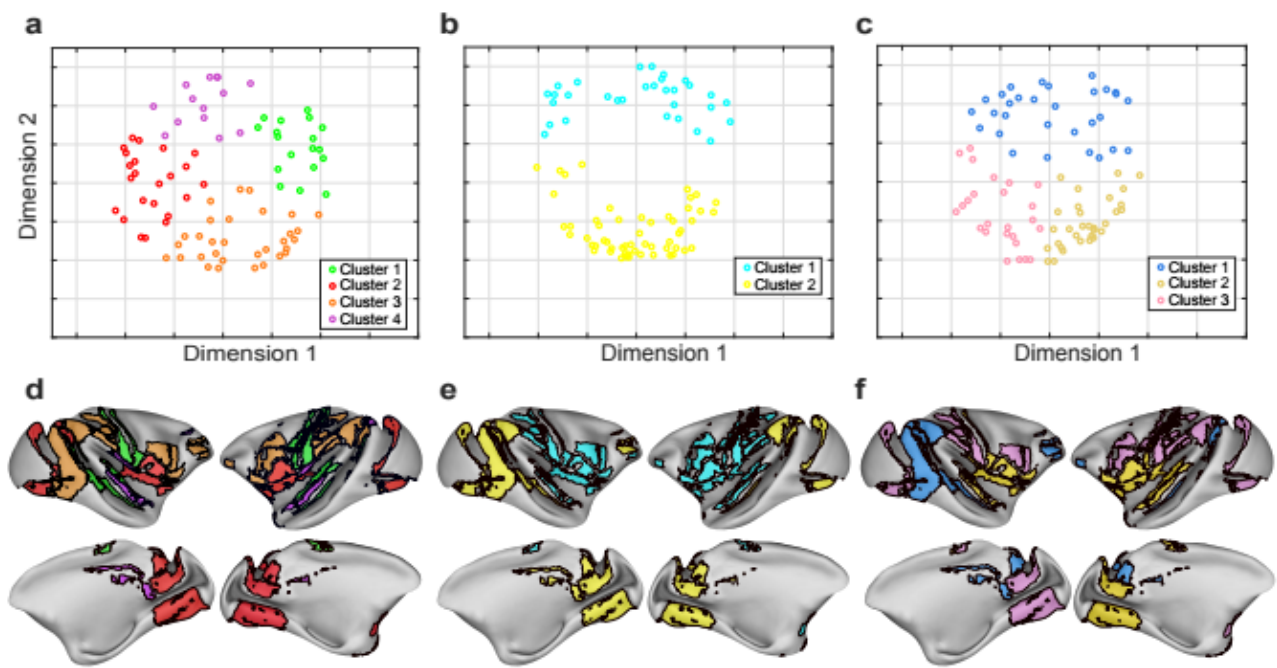 a
b
c
Dimension 2
Cluster 1
Cluster 2
Cluster 3
Cluster 4
Cluster 1
Cluster 2
Cluster 1
Cluster 2
Cluster 3
Dimension 1
Dimension 1
Dimension 1
d
e
f